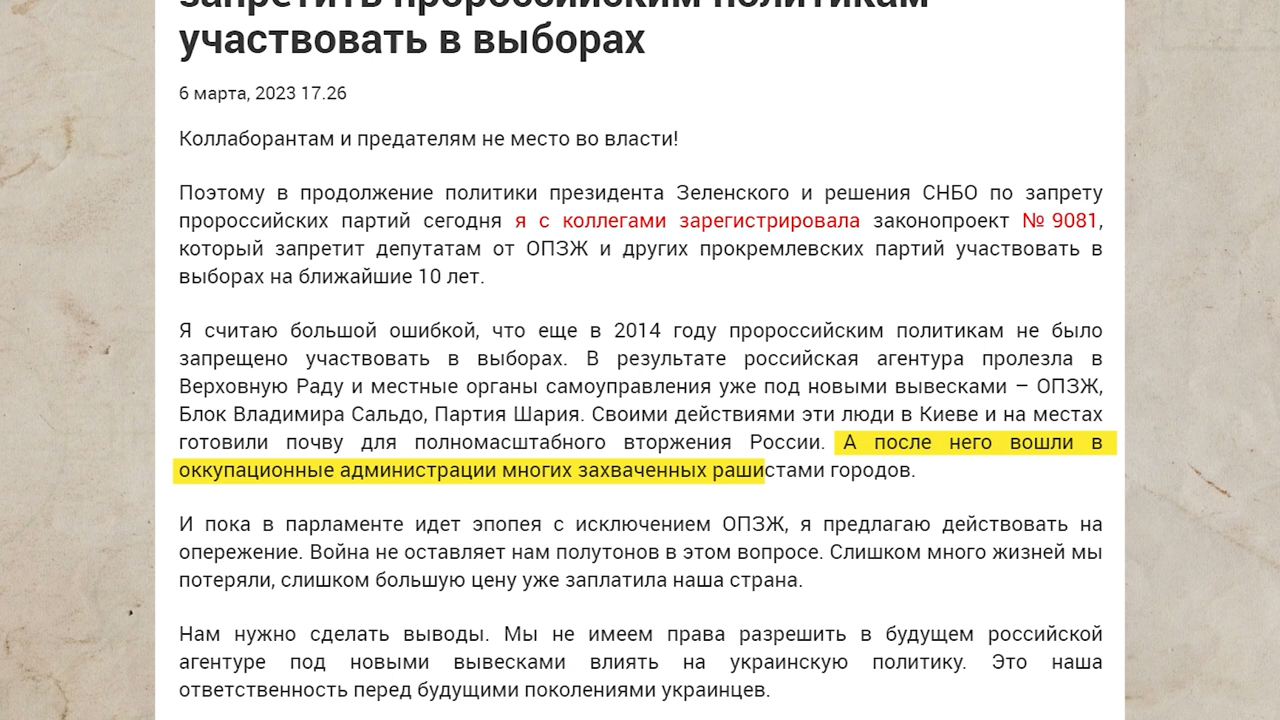 запретить пророссийским политикам
участвовать в выборах
6 марта, 2023 17.26
Коллаборантам и предателям не место во власти!
Поэтому в продолжение политики президента Зеленского и решения СНБО по запрету
пророссийских партий сегодня я с коллегами зарегистрировала законопроект №9081,
который запретит депутатам от ОПЗЖ и других прокремлевских партий участвовать в
выборах на ближайшие 10 лет.
Я считаю большой ошибкой, что еще в 2014 году пророссийским политикам не было
запрещено участвовать в выборах. В результате российская агентура пролезла в
Верховную Раду и местные органы самоуправления уже под новыми вывесками – ОПЗЖ,
Блок Владимира Сальдо, Партия Шария. Своими действиями эти люди в Киеве и на местах
готовили почву для полномасштабного вторжения России. А после него вошли в
оккупационные администрации многих захваченных рашистами городов.
И пока в парламенте идет эпопея с исключением ОПЗЖ, я предлагаю действовать на
опережение. Война не оставляет нам полутонов в этом вопросе. Слишком много жизней мы
потеряли, слишком большую цену уже заплатила наша страна.
Нам нужно сделать выводы. Мы не имеем права разрешить в будущем российской
агентуре под новыми вывесками влиять на украинскую политику. Это наша
ответственность перед будущими поколениями украинцев.